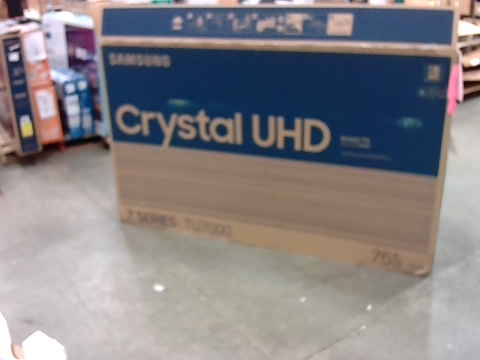 SAMSUNG
Crystal UHD
7 SERIES TU7000
75